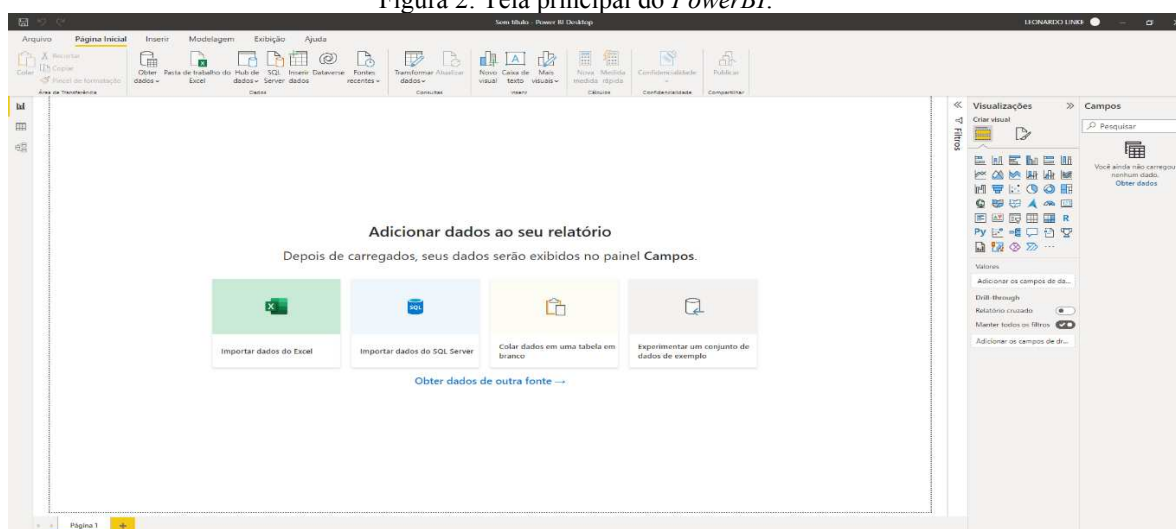 Figura 2: Tela principal do PowerBI.
Sem título - Power BI Desktop
LEONARDO LINKE
Arquivo Página Inicial Inserir Modelagem Exibição Ajuda
Colar
Recortar
Copiar
Pincel de formatação
Área de Transferência
Obter dados
Pasta de trabalho do Excel
Hub de dados
SQL Server
Inserir dados
Dataverse
Fontes recentes
Dados
Transformar dados
Atualizar
Consultas
Novo visual
Caixa de texto
Mais visuais
Inserir
Nova medida
Medida rápida
Cálculos
Confidencialidade
Confidencialidade
Publicar
Compartilhar
Filtros
Visualizações
Criar visual
Valores
Adicionar os campos de da...
Drill-through
Relatório cruzado
Manter todos os filtros
Adicionar os campos de dr...
Campos
Pesquisar
Você ainda não carregou
nenhum dado.
Obter dados
Adicionar dados ao seu relatório
Depois de carregados, seus dados serão exibidos no painel Campos.
Importar dados do Excel
Importar dados do SQL Server
Colar dados em uma tabela em
branco
Experimentar um conjunto de
dados de exemplo
Obter dados de outra fonte →
Página 1